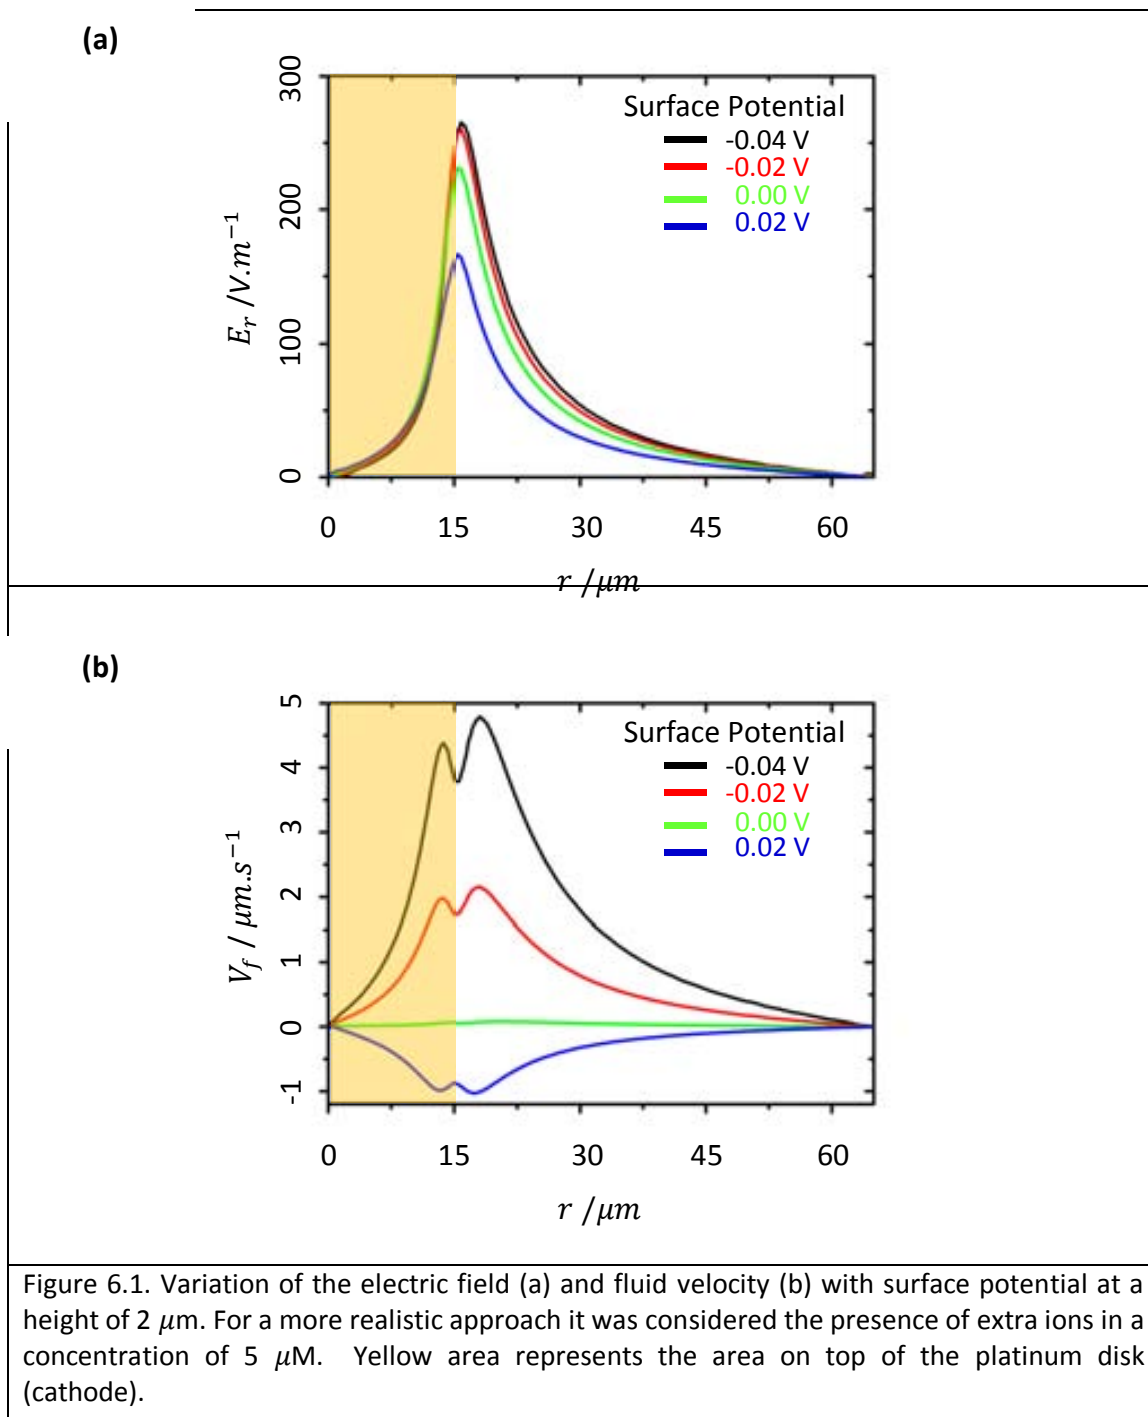 (a)
300
200
100
0
E_r /V.m⁻¹
Surface Potential
-0.04 V
-0.02 V
0.00 V
0.02 V
0 15 30 45 60
r /μm
(b)
5
4
3
2
1
0
-1
V_f / μm.s⁻¹
Surface Potential
-0.04 V
-0.02 V
0.00 V
0.02 V
0 15 30 45 60
r /μm
Figure 6.1. Variation of the electric field (a) and fluid velocity (b) with surface potential at a
height of 2 μm. For a more realistic approach it was considered the presence of extra ions in a
concentration of 5 μM. Yellow area represents the area on top of the platinum disk
(cathode).